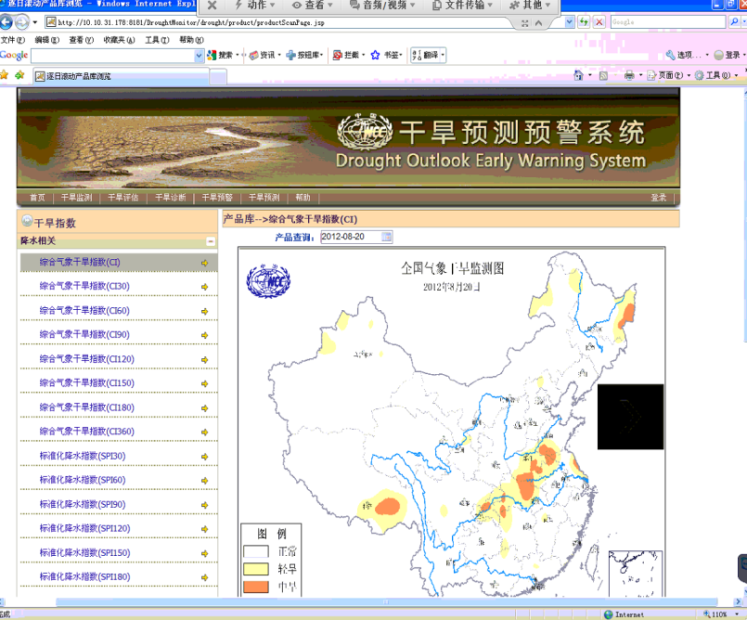 逐日滚动产品库浏览 - Windows Internet Expl
动作 查看 音频/视频 文件传输 其他
http://10.10.31.178:8181/DroughtMonitor/drought/product/productScanPage.jsp
Google
文件(F) 编辑(E) 查看(V) 收藏夹(A) 工具(T) 帮助(H)
Google 搜索 资讯 按钮库 拦截 书签 翻译 选项... 登录
逐日滚动产品库浏览 页面(P) 工具(O)
干旱预测预警系统
Drought Outlook Early Warning System
首页 干旱监测 干旱评估 干旱诊断 干旱预警 干旱预测 帮助 登录
干旱指数
产品库-->综合气象干旱指数(CI)
降水相关
产品查询: 2012-08-20
综合气象干旱指数(CI)
综合气象干旱指数(CI30)
综合气象干旱指数(CI60)
综合气象干旱指数(CI90)
综合气象干旱指数(CI120)
综合气象干旱指数(CI150)
综合气象干旱指数(CI180)
综合气象干旱指数(CI360)
标准化降水指数(SPI30)
标准化降水指数(SPI60)
标准化降水指数(SPI90)
标准化降水指数(SPI120)
标准化降水指数(SPI150)
标准化降水指数(SPI180)
NCC
全国气象干旱监测图
2012年8月20日
图 例
正常
轻旱
中旱
Internet 110%